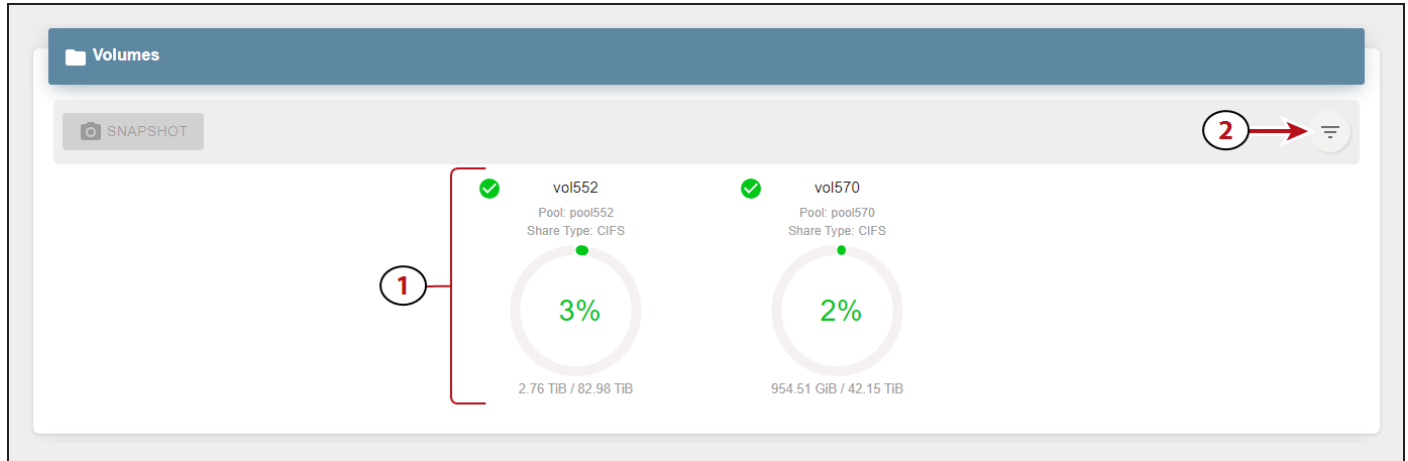 Volumes
SNAPSHOT
2
1
vol552
Pool: pool552
Share Type: CIFS
3%
2.76 TiB / 82.98 TiB
vol570
Pool: pool570
Share Type: CIFS
2%
954.51 GiB / 42.15 TiB